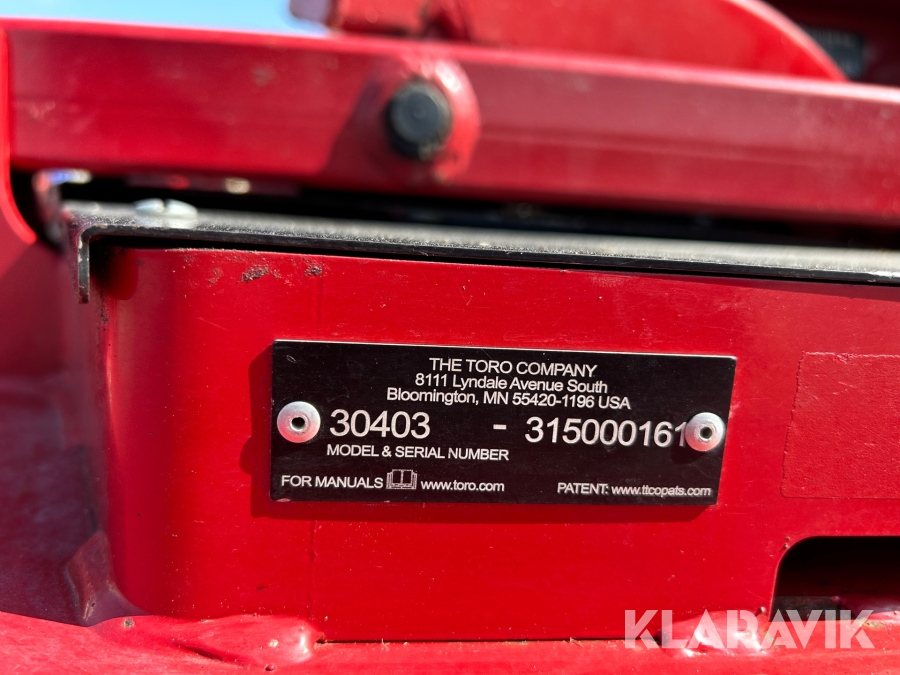 THE TORO COMPANY
8111 Lyndale Avenue South
Bloomington, MN 55420-1196 USA
30403 - 315000161
MODEL & SERIAL NUMBER
FOR MANUALS www.toro.com
PATENT: www.ttcopats.com
KLARAVIK